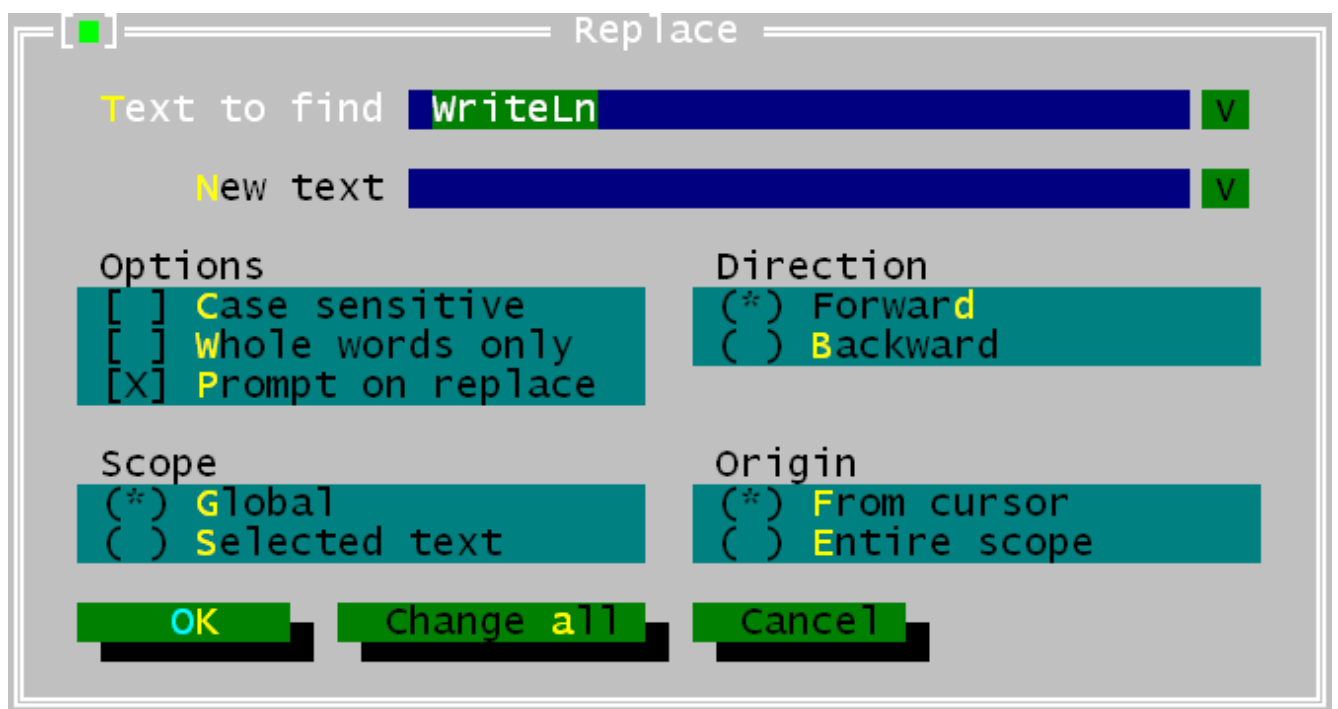 [■] Replace
Text to find WriteLn V
New text V
Options Direction
[ ] Case sensitive (*) Forward
[ ] Whole words only ( ) Backward
[X] Prompt on replace
Scope Origin
(*) Global (*) From cursor
( ) Selected text ( ) Entire scope
OK Change all Cancel